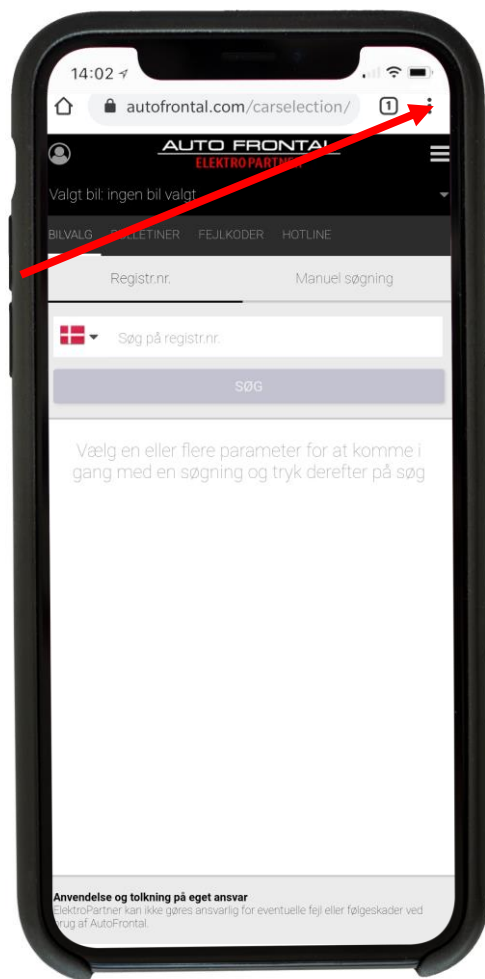 14:02
autofrontal.com/carselection/
1
AUTO FRONTAL
ELEKTROPARTNER
Valgt bil: ingen bil valgt
BILVALG BULLETINER FEJLKODER HOTLINE
Registr.nr. Manuel søgning
Søg på registr.nr.
SØG
Vælg en eller flere parameter for at komme i
gang med en søgning og tryk derefter på søg
Anvendelse og tolkning på eget ansvar
ElektroPartner kan ikke gøres ansvarlig for eventuelle fejl eller følgeskader ved
brug af AutoFrontal.